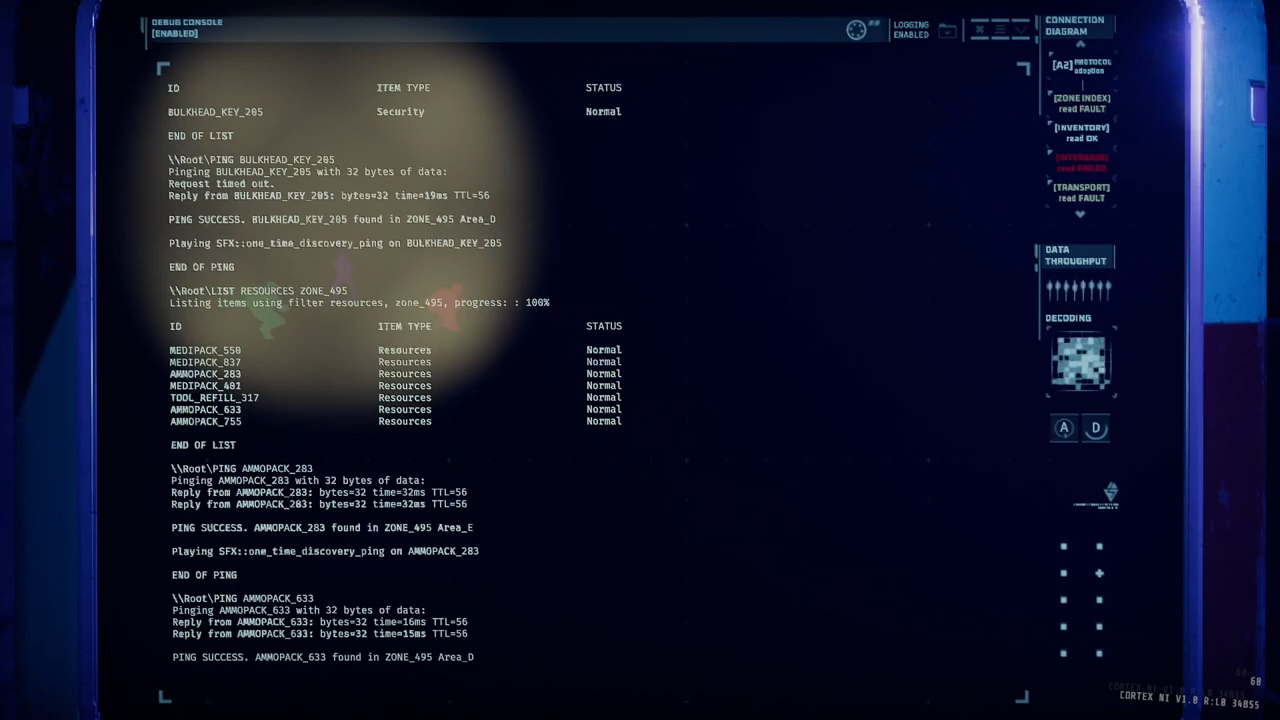 DEBUG CONSOLE
[ENABLED]
LOGGING
ENABLED
ID ITEM TYPE STATUS
BULKHEAD_KEY_205 Security Normal
END OF LIST
\\Root\PING BULKHEAD_KEY_205
Pinging BULKHEAD_KEY_205 with 32 bytes of data:
Request timed out.
Reply from BULKHEAD_KEY_205: bytes=32 time=19ms TTL=56
PING SUCCESS. BULKHEAD_KEY_205 found in ZONE_495 Area_D
Playing SFX::one_time_discovery_ping on BULKHEAD_KEY_205
END OF PING
\\Root\LIST RESOURCES ZONE_495
Listing items using filter resources, zone_495, progress: : 100%
ID ITEM TYPE STATUS
MEDIPACK_550 Resources Normal
MEDIPACK_837 Resources Normal
AMMOPACK_283 Resources Normal
MEDIPACK_401 Resources Normal
TOOL_REFILL_317 Resources Normal
AMMOPACK_633 Resources Normal
AMMOPACK_755 Resources Normal
END OF LIST
\\Root\PING AMMOPACK_283
Pinging AMMOPACK_283 with 32 bytes of data:
Reply from AMMOPACK_283: bytes=32 time=32ms TTL=56
Reply from AMMOPACK_283: bytes=32 time=32ms TTL=56
PING SUCCESS. AMMOPACK_283 found in ZONE_495 Area_E
Playing SFX::one_time_discovery_ping on AMMOPACK_283
END OF PING
\\Root\PING AMMOPACK_633
Pinging AMMOPACK_633 with 32 bytes of data:
Reply from AMMOPACK_633: bytes=32 time=16ms TTL=56
Reply from AMMOPACK_633: bytes=32 time=15ms TTL=56
PING SUCCESS. AMMOPACK_633 found in ZONE_495 Area_D
CONNECTION
DIAGRAM
[A2] PROTOCOL
adaption
[ZONE INDEX]
read FAULT
[INVENTORY]
read OK
[INTERBASE]
read FAILED
[TRANSPORT]
read FAULT
DATA
THROUGHPUT
DECODING
A D
60
CORTEX NI V1.0 R:L0 34855